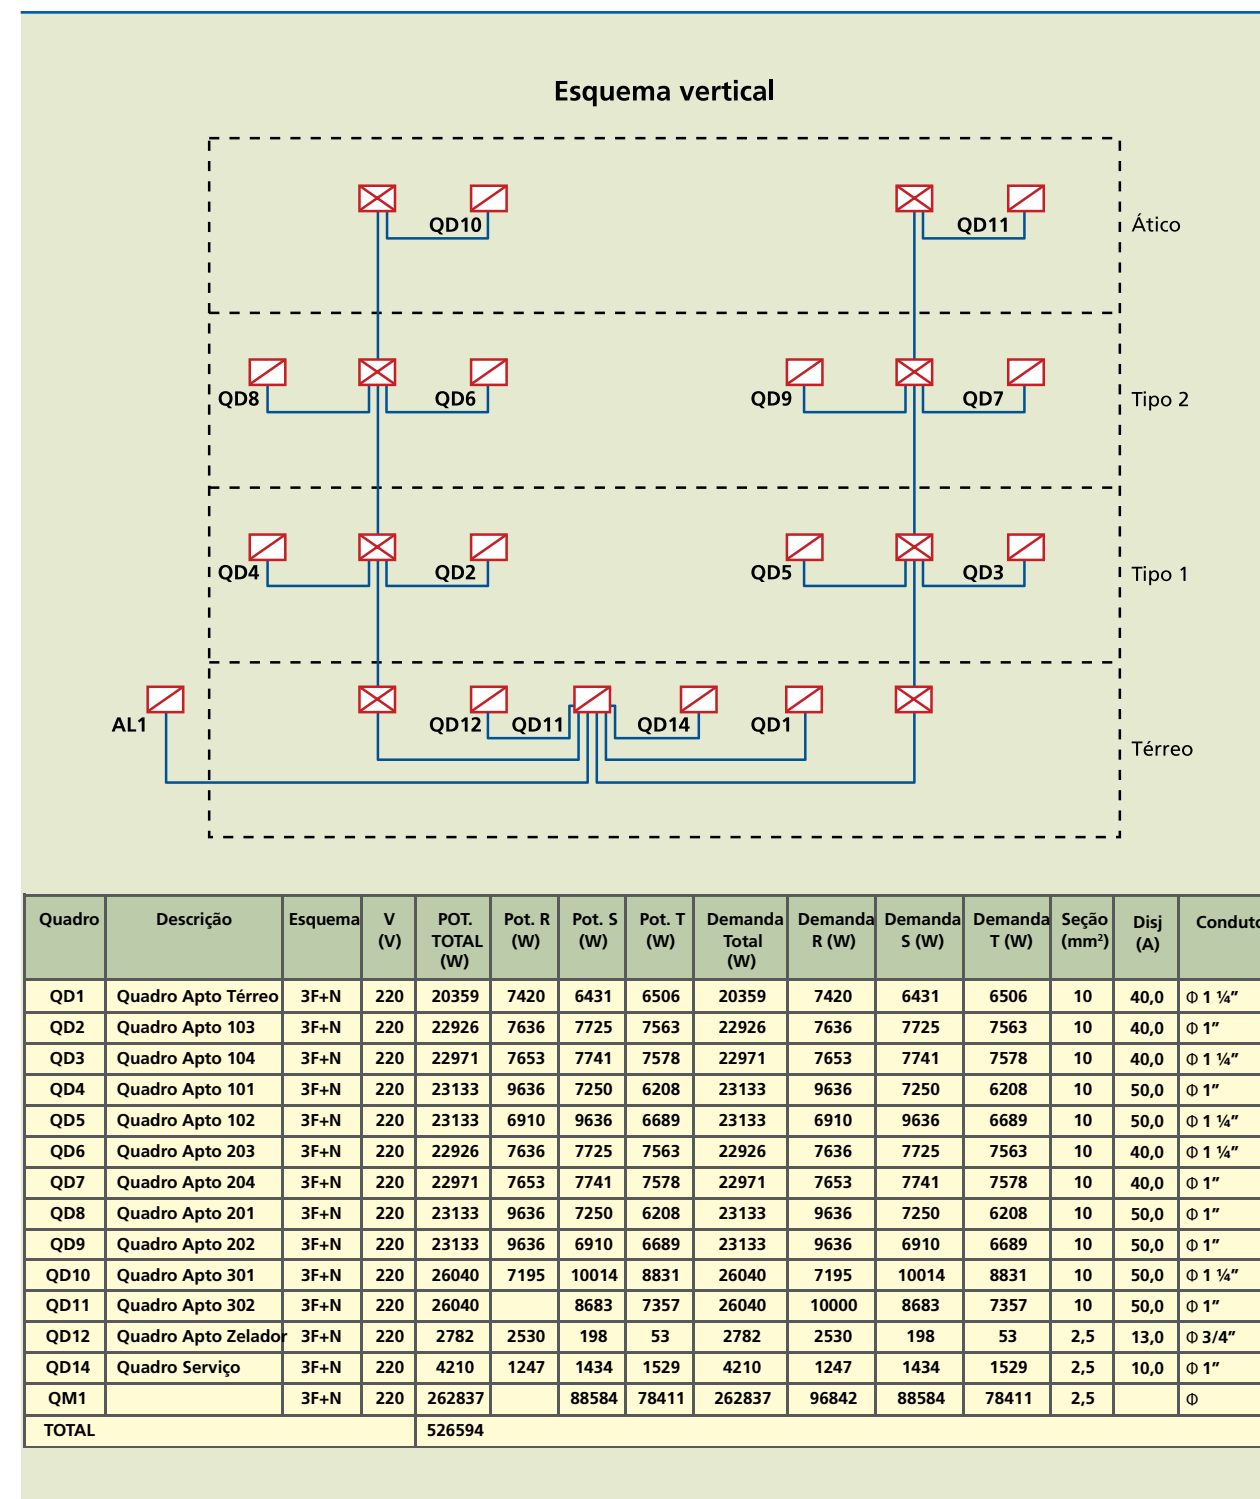 Esquema vertical
QD10
QD11
Ático
QD8
QD6
QD9
QD7
Tipo 2
QD4
QD2
QD5
QD3
Tipo 1
AL1
QD12
QD11
QD14
QD1
Térreo
Quadro Descrição Esquema V (V) POT. TOTAL (W) Pot. R (W) Pot. S (W) Pot. T (W) Demanda Total (W) Demanda R (W) Demanda S (W) Demanda T (W) Seção (mm²) Disj (A) Conduto
QD1 Quadro Apto Térreo 3F+N 220 20359 7420 6431 6506 20359 7420 6431 6506 10 40,0 Φ 1 ¼”
QD2 Quadro Apto 103 3F+N 220 22926 7636 7725 7563 22926 7636 7725 7563 10 40,0 Φ 1”
QD3 Quadro Apto 104 3F+N 220 22971 7653 7741 7578 22971 7653 7741 7578 10 40,0 Φ 1 ¼”
QD4 Quadro Apto 101 3F+N 220 23133 9636 7250 6208 23133 9636 7250 6208 10 50,0 Φ 1”
QD5 Quadro Apto 102 3F+N 220 23133 6910 9636 6689 23133 6910 9636 6689 10 50,0 Φ 1 ¼”
QD6 Quadro Apto 203 3F+N 220 22926 7636 7725 7563 22926 7636 7725 7563 10 40,0 Φ 1 ¼”
QD7 Quadro Apto 204 3F+N 220 22971 7653 7741 7578 22971 7653 7741 7578 10 40,0 Φ 1”
QD8 Quadro Apto 201 3F+N 220 23133 9636 7250 6208 23133 9636 7250 6208 10 50,0 Φ 1”
QD9 Quadro Apto 202 3F+N 220 23133 9636 6910 6689 23133 9636 6910 6689 10 50,0 Φ 1”
QD10 Quadro Apto 301 3F+N 220 26040 7195 10014 8831 26040 7195 10014 8831 10 50,0 Φ 1 ¼”
QD11 Quadro Apto 302 3F+N 220 26040 8683 7357 26040 10000 8683 7357 10 50,0 Φ 1”
QD12 Quadro Apto Zelador 3F+N 220 2782 2530 198 53 2782 2530 198 53 2,5 13,0 Φ 3/4”
QD14 Quadro Serviço 3F+N 220 4210 1247 1434 1529 4210 1247 1434 1529 2,5 10,0 Φ 1”
QM1 3F+N 220 262837 88584 78411 262837 96842 88584 78411 2,5 Φ
TOTAL 526594